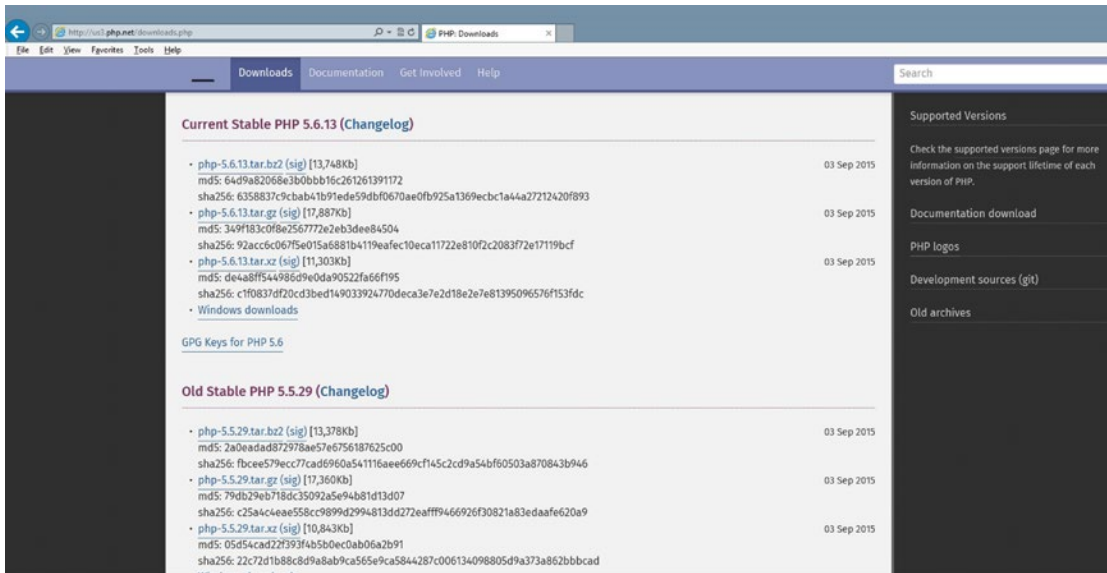 http://us3.php.net/downloads.php
PHP: Downloads
File Edit View Favorites Tools Help
Downloads Documentation Get Involved Help
Search
Current Stable PHP 5.6.13 (Changelog)
• php-5.6.13.tar.bz2 (sig) [13,748Kb] 03 Sep 2015
md5: 64d9a82068e3b0bbb16c261261391172
sha256: 6358837c9cbab41b91ede59dbf0670ae0fb925a1369ecbc1a44a27212420f893
• php-5.6.13.tar.gz (sig) [17,887Kb] 03 Sep 2015
md5: 349f183c0f8e2567772e2eb3dee84504
sha256: 92acc6c067f5e015a6881b4119eafec10eca11722e810f2c2083f72e17119bcf
• php-5.6.13.tar.xz (sig) [11,303Kb] 03 Sep 2015
md5: de4a8ff544986d9e0da90522fa66f195
sha256: c1f0837df20cd3bed149033924770deca3e7e2d18e2e7e81395096576f153fdc
• Windows downloads
GPG Keys for PHP 5.6
Old Stable PHP 5.5.29 (Changelog)
• php-5.5.29.tar.bz2 (sig) [13,378Kb] 03 Sep 2015
md5: 2a0eadad872978ae57e6756187625c00
sha256: fbcee579ecc77cad6960a541116aee669cf145c2cd9a54bf60503a870843b946
• php-5.5.29.tar.gz (sig) [17,360Kb] 03 Sep 2015
md5: 79db29eb718dc35092a5e94b81d13d07
sha256: c25a4c4eae558cc9899d2994813dd272eafff9466926f30821a83edaafe620a9
• php-5.5.29.tar.xz (sig) [10,843Kb] 03 Sep 2015
md5: 05d54cad22f393f4b5b0ec0ab06a2b91
sha256: 22c72d1b88c8d9a8ab9ca565e9ca5844287c006134098805d9a373a862bbbcad
Supported Versions
Check the supported versions page for more
information on the support lifetime of each
version of PHP.
Documentation download
PHP logos
Development sources (git)
Old archives